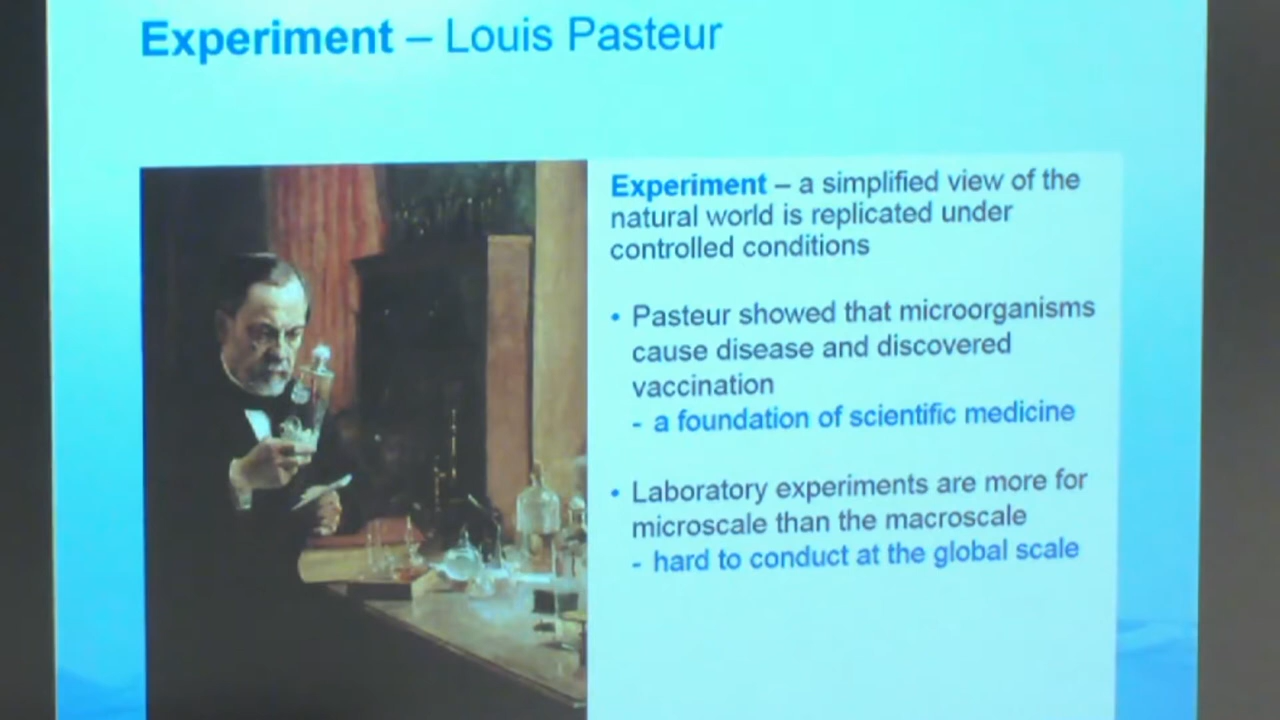 Experiment – Louis Pasteur
Experiment – a simplified view of the
natural world is replicated under
controlled conditions
• Pasteur showed that microorganisms
cause disease and discovered
vaccination
- a foundation of scientific medicine
• Laboratory experiments are more for
microscale than the macroscale
- hard to conduct at the global scale